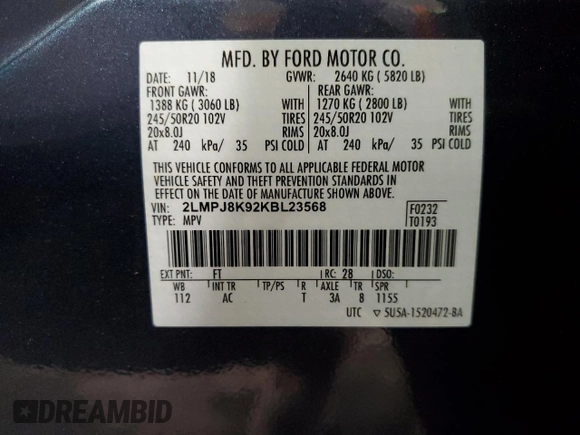 MFD. BY FORD MOTOR CO.
DATE: 11/18 GVWR: 2640 KG ( 5820 LB)
FRONT GAWR: REAR GAWR:
1388 KG ( 3060 LB) WITH 1270 KG ( 2800 LB) WITH
245/50R20 102V TIRES 245/50R20 102V TIRES
20x8.0J RIMS 20x8.0J RIMS
AT 240 kPa/ 35 PSI COLD AT 240 kPa/ 35 PSI COLD
THIS VEHICLE CONFORMS TO ALL APPLICABLE FEDERAL MOTOR
VEHICLE SAFETY AND THEFT PREVENTION STANDARDS IN
EFFECT ON THE DATE OF MANUFACTURE SHOWN ABOVE.
VIN: 2LMPJ8K92KBL23568 F0232
TYPE: MPV T0193
EXT PNT: FT RC: 28 DSO:
WB INT TR TP/PS R AXLE TR SPR
112 AC T 3A 8 1155
UTC ▽ 5U5A-1520472-BA
DREAMBID